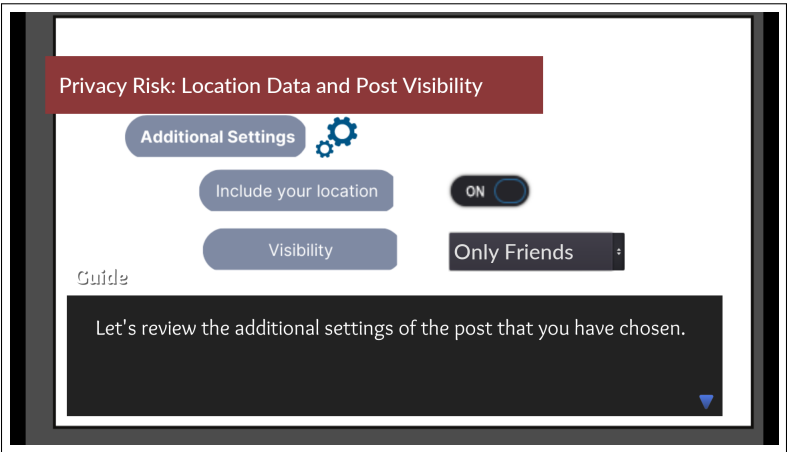 Privacy Risk: Location Data and Post Visibility
Additional Settings
Include your location ON
Visibility Only Friends
Guide
Let's review the additional settings of the post that you have chosen.